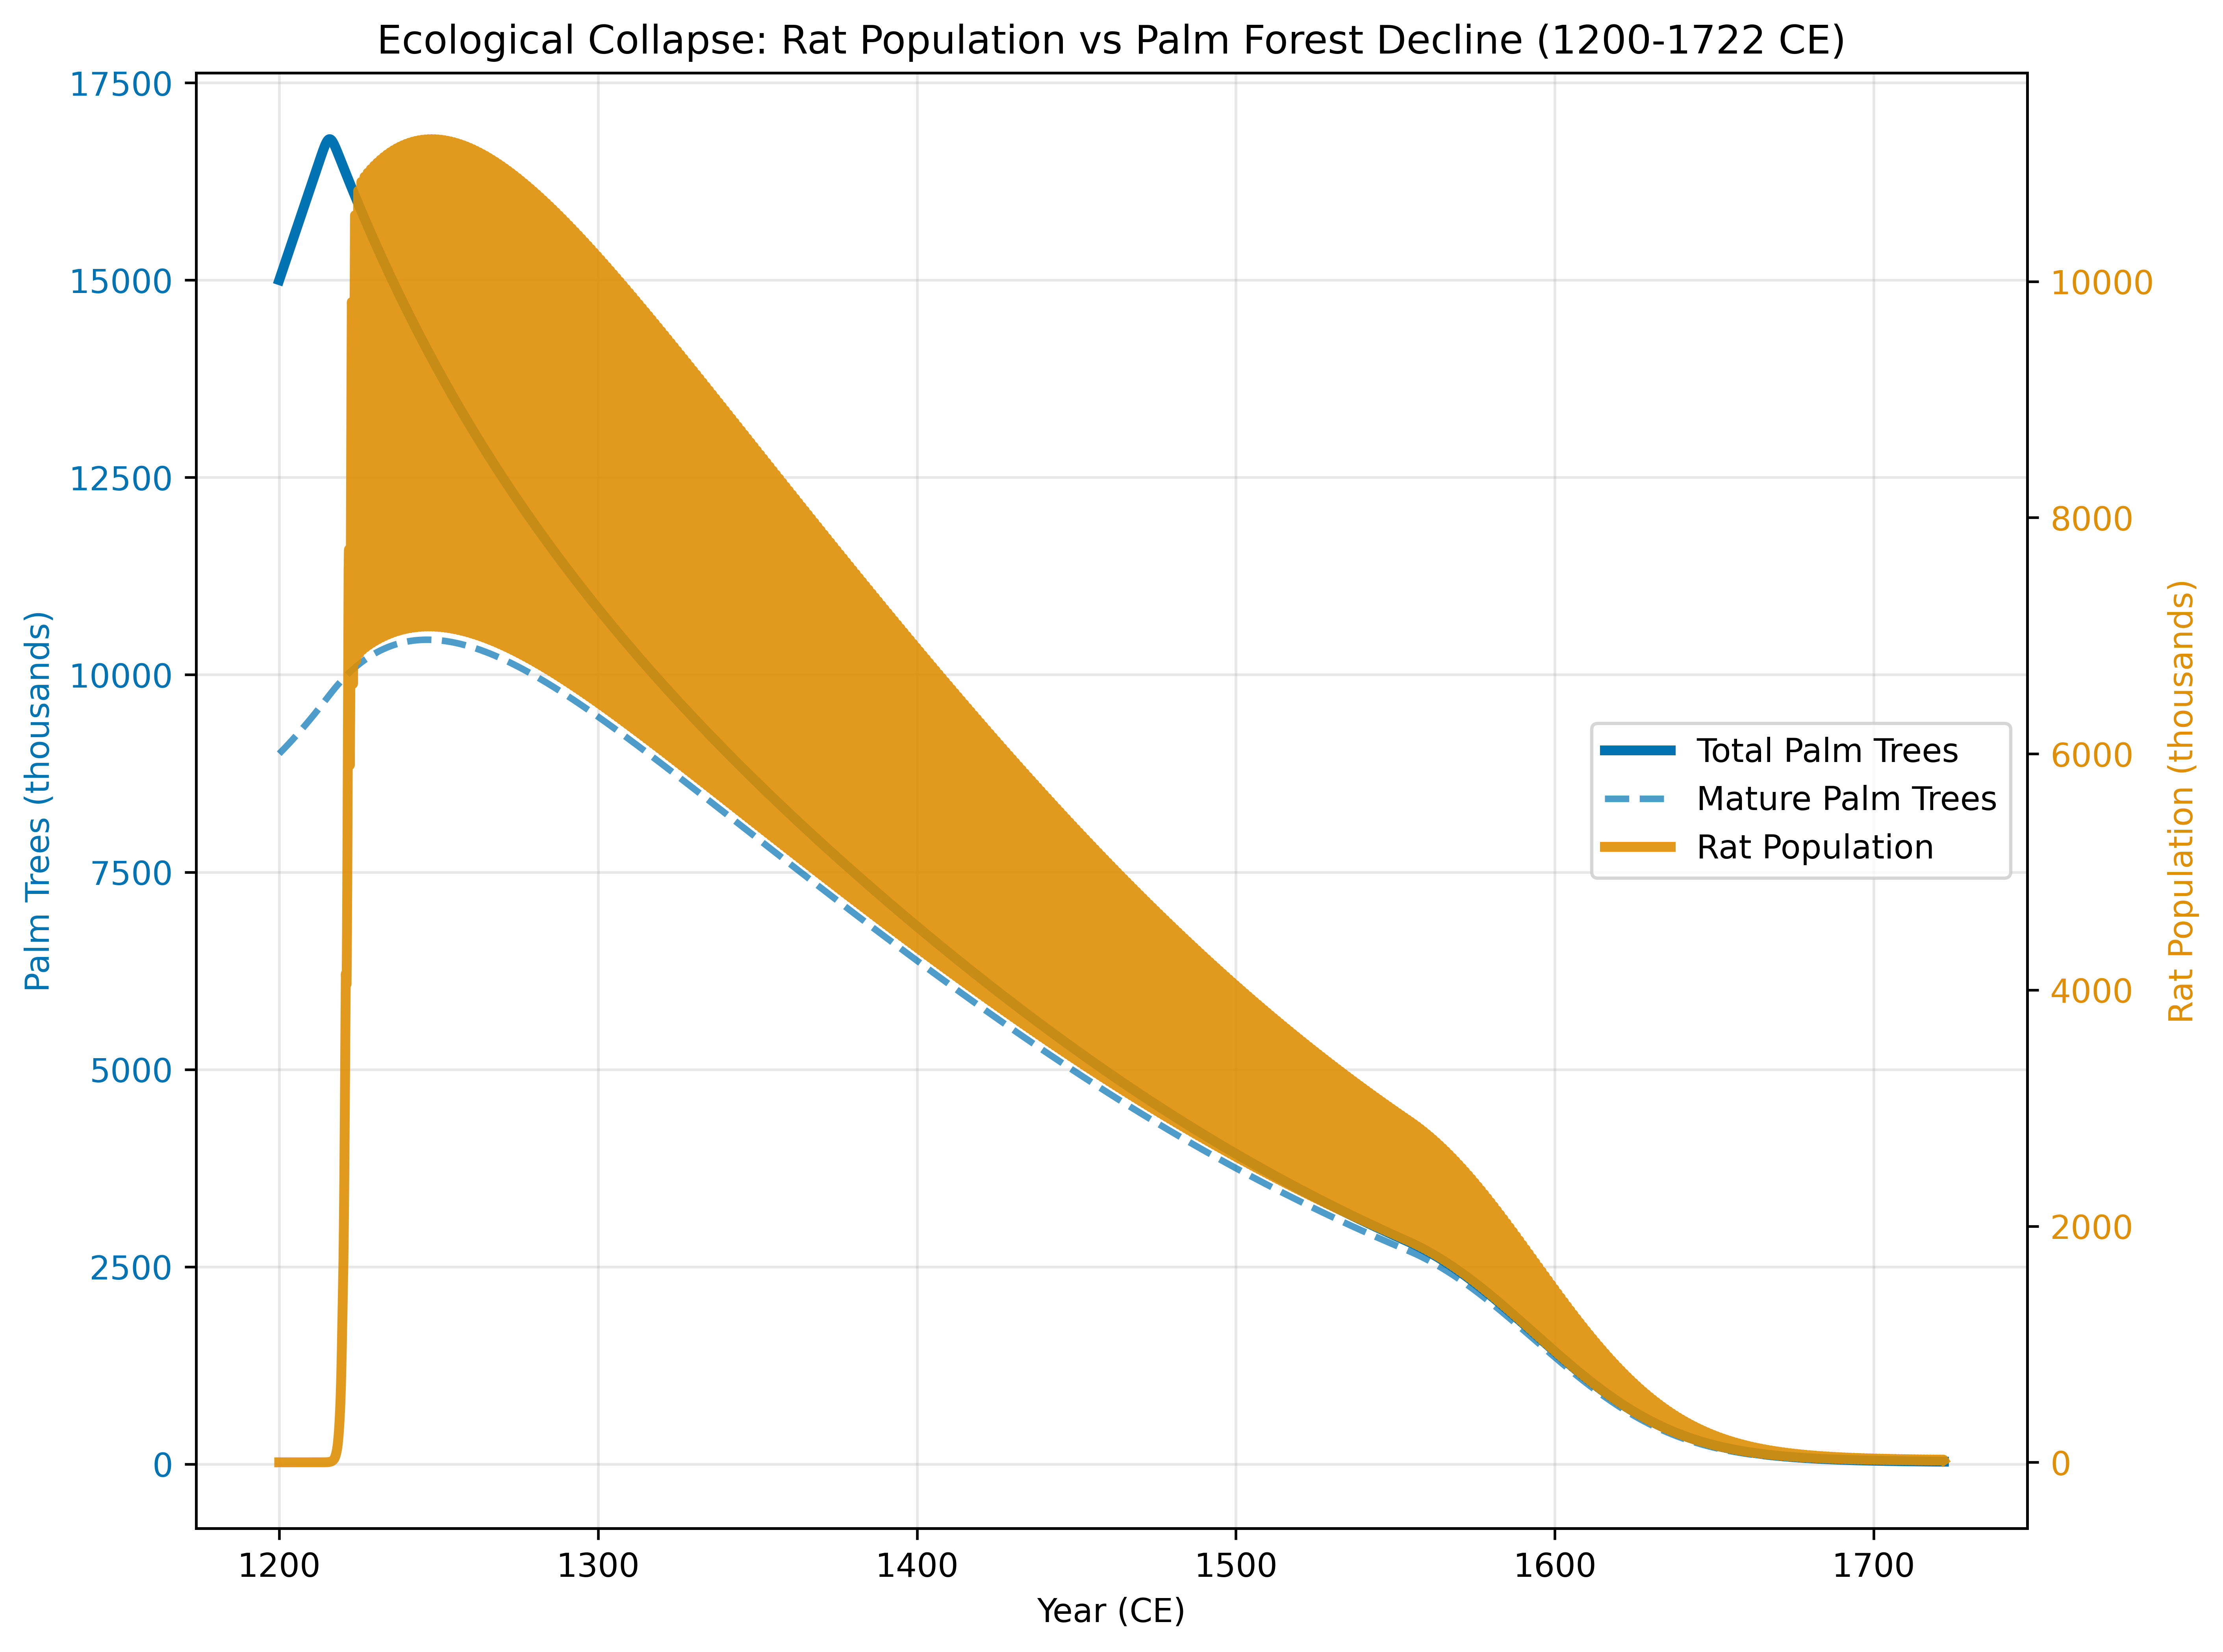 Ecological Collapse: Rat Population vs Palm Forest Decline (1200-1722 CE)
17500
15000
12500
10000
7500
5000
2500
0
Palm Trees (thousands)
10000
8000
6000
4000
2000
0
Rat Population (thousands)
Total Palm Trees
Mature Palm Trees
Rat Population
1200 1300 1400 1500 1600 1700
Year (CE)